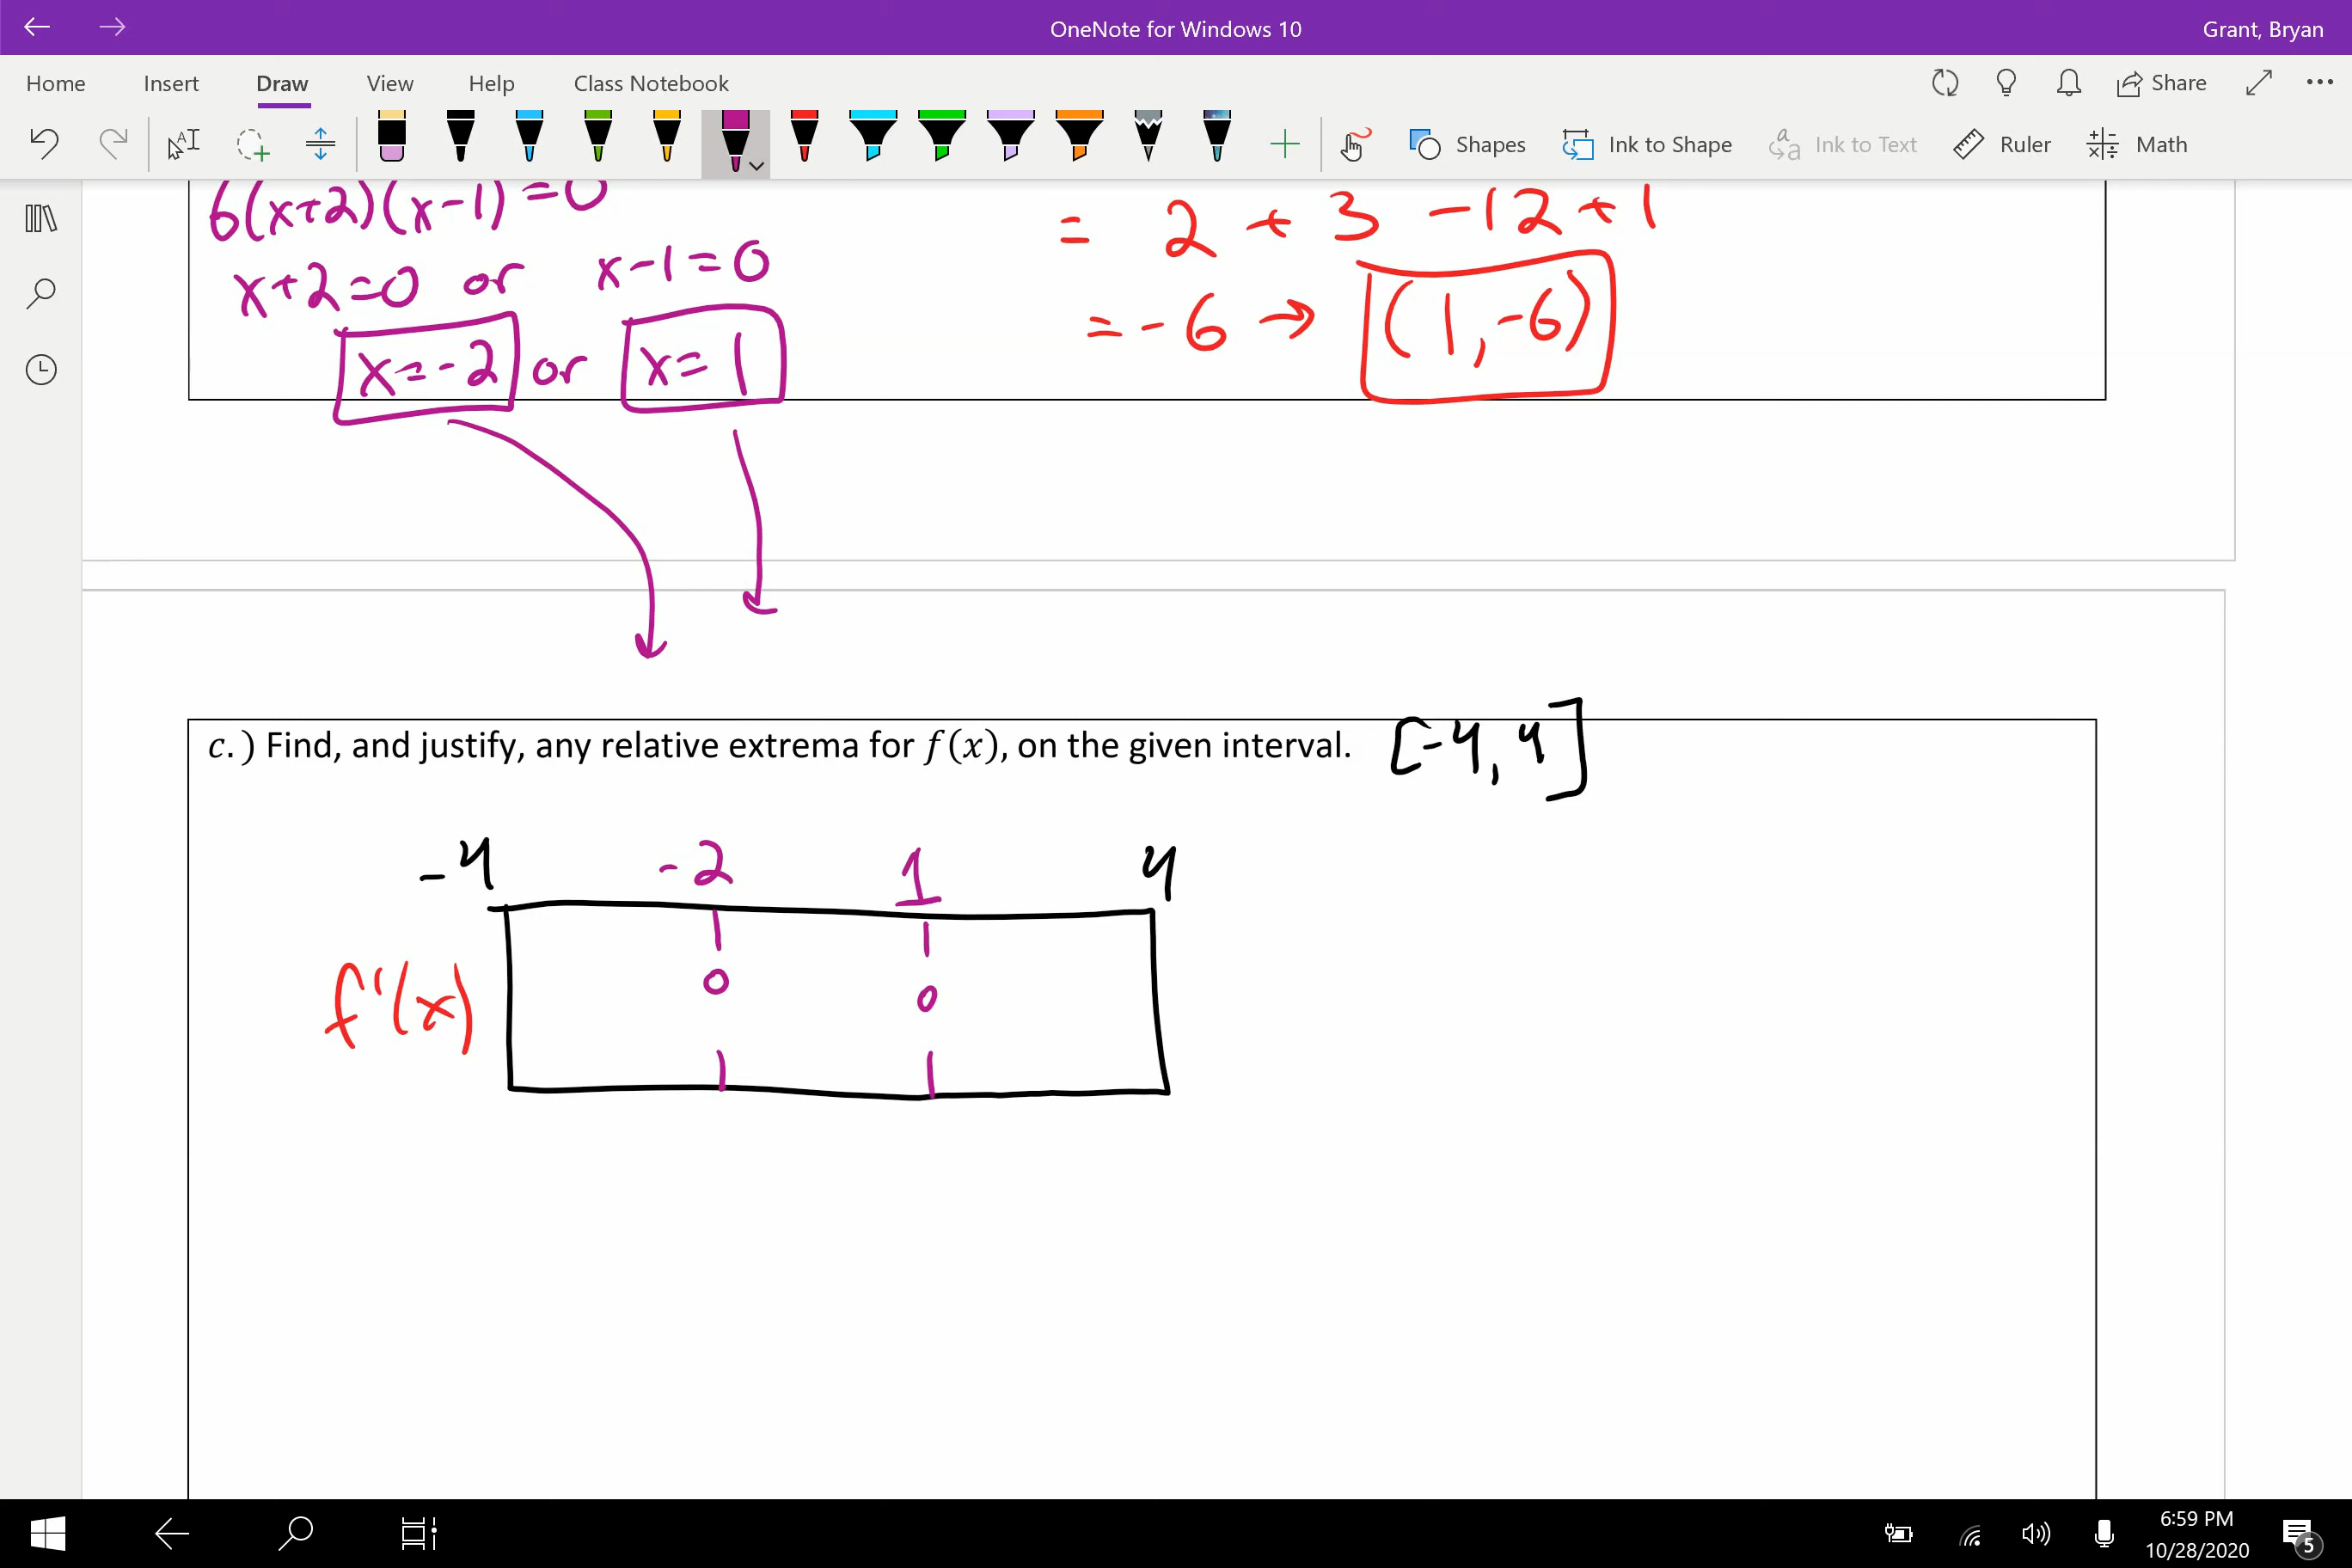 OneNote for Windows 10
Grant, Bryan
Home Insert Draw View Help Class Notebook Share
Shapes Ink to Shape Ink to Text Ruler Math
6(x+2)(x-1)=0
x+2=0 or x-1=0
x=-2 or x=1
= 2 + 3 -12+1
=-6 → (1,-6)
c.) Find, and justify, any relative extrema for f(x), on the given interval. [-4,4]
-4 -2 1 4
f'(x) 0 0
6:59 PM
10/28/2020
5